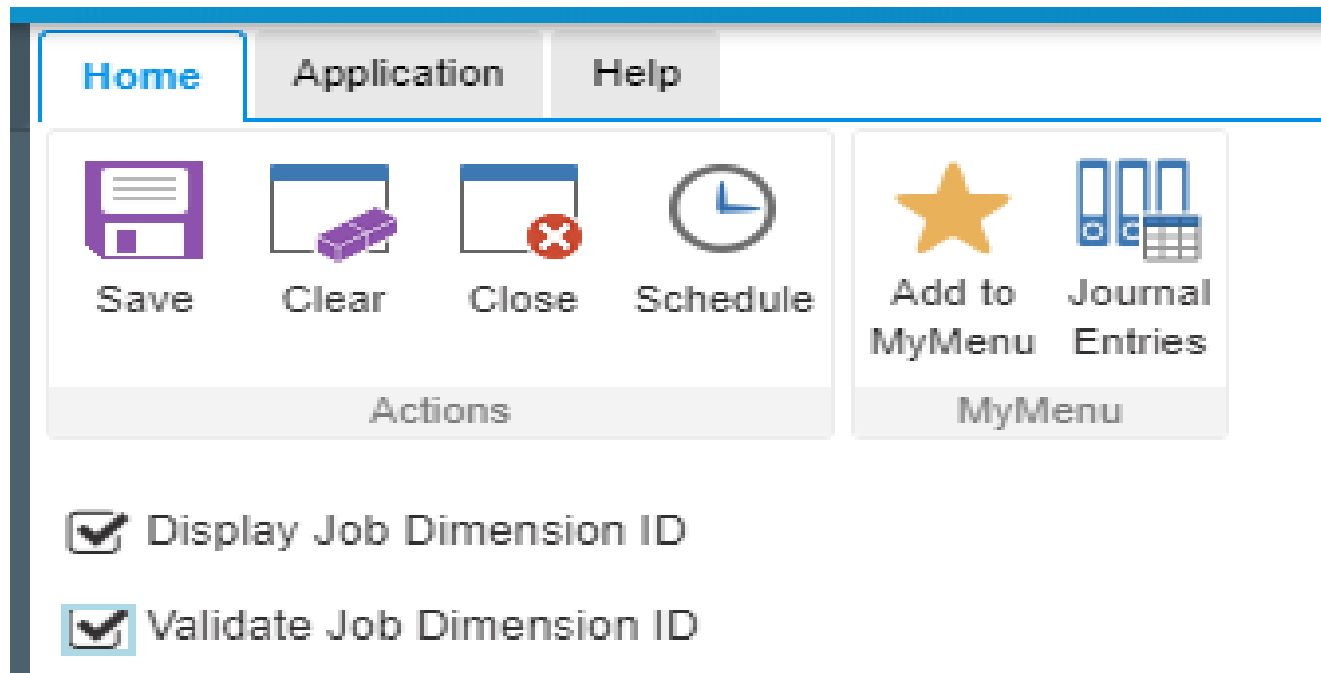 Home Application Help
Save Clear Close Schedule Add to MyMenu Journal Entries
Actions MyMenu
Display Job Dimension ID
Validate Job Dimension ID